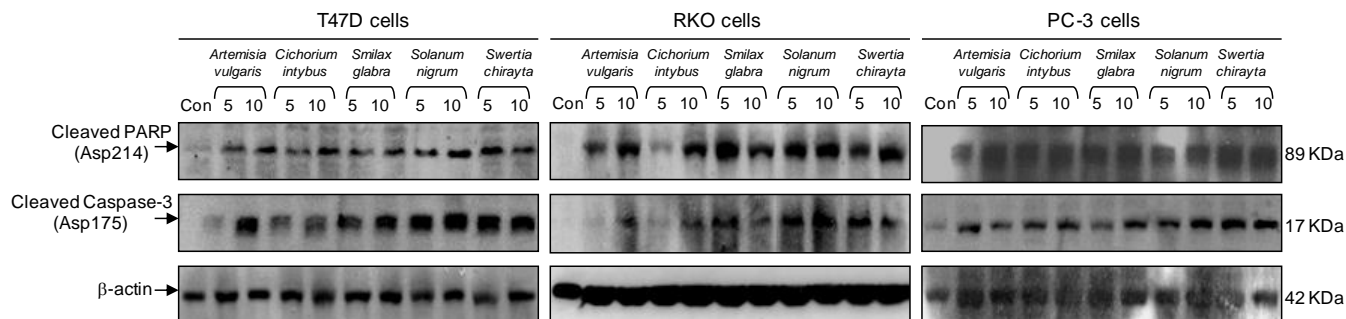 T47D cells RKO cells PC-3 cells
Artemisia Cichorium Smilax Solanum Swertia Artemisia Cichorium Smilax Solanum Swertia Artemisia Cichorium Smilax Solanum Swertia
vulgaris intybus glabra nigrum chirayta vulgaris intybus glabra nigrum chirayta vulgaris intybus glabra nigrum chirayta
Con 5 10 5 10 5 10 5 10 5 10 Con 5 10 5 10 5 10 5 10 5 10 Con 5 10 5 10 5 10 5 10 5 10
Cleaved PARP
(Asp214)
89 KDa
Cleaved Caspase-3
(Asp175)
17 KDa
β-actin
42 KDa